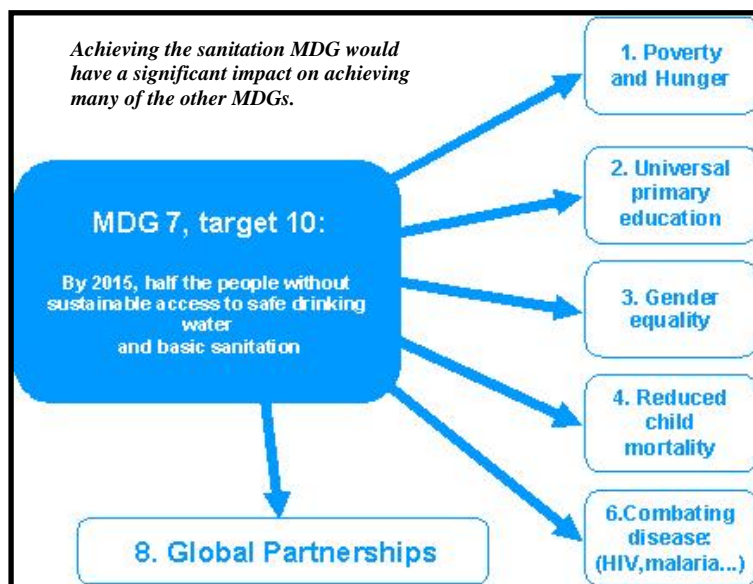 Achieving the sanitation MDG would
have a significant impact on achieving
many of the other MDGs.
MDG 7, target 10:
By 2015, half the people without
sustainable access to safe drinking
water
and basic sanitation
1. Poverty
and Hunger
2. Universal
primary
education
3. Gender
equality
4. Reduced
child
mortality
6.Combating
disease:
(HIV,malaria...)
8. Global Partnerships